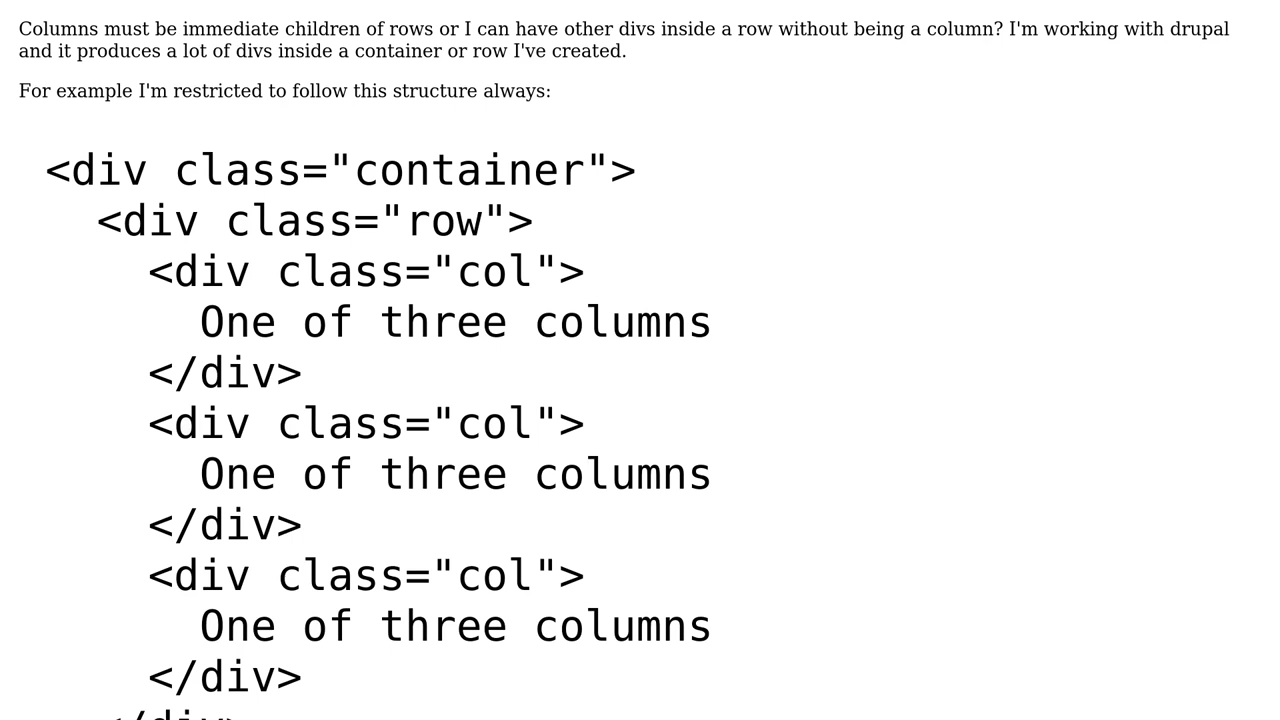 Columns must be immediate children of rows or I can have other divs inside a row without being a column? I'm working with drupal
and it produces a lot of divs inside a container or row I've created.
For example I'm restricted to follow this structure always:
<div class="container">
<div class="row">
<div class="col">
One of three columns
</div>
<div class="col">
One of three columns
</div>
<div class="col">
One of three columns
</div>
</div>